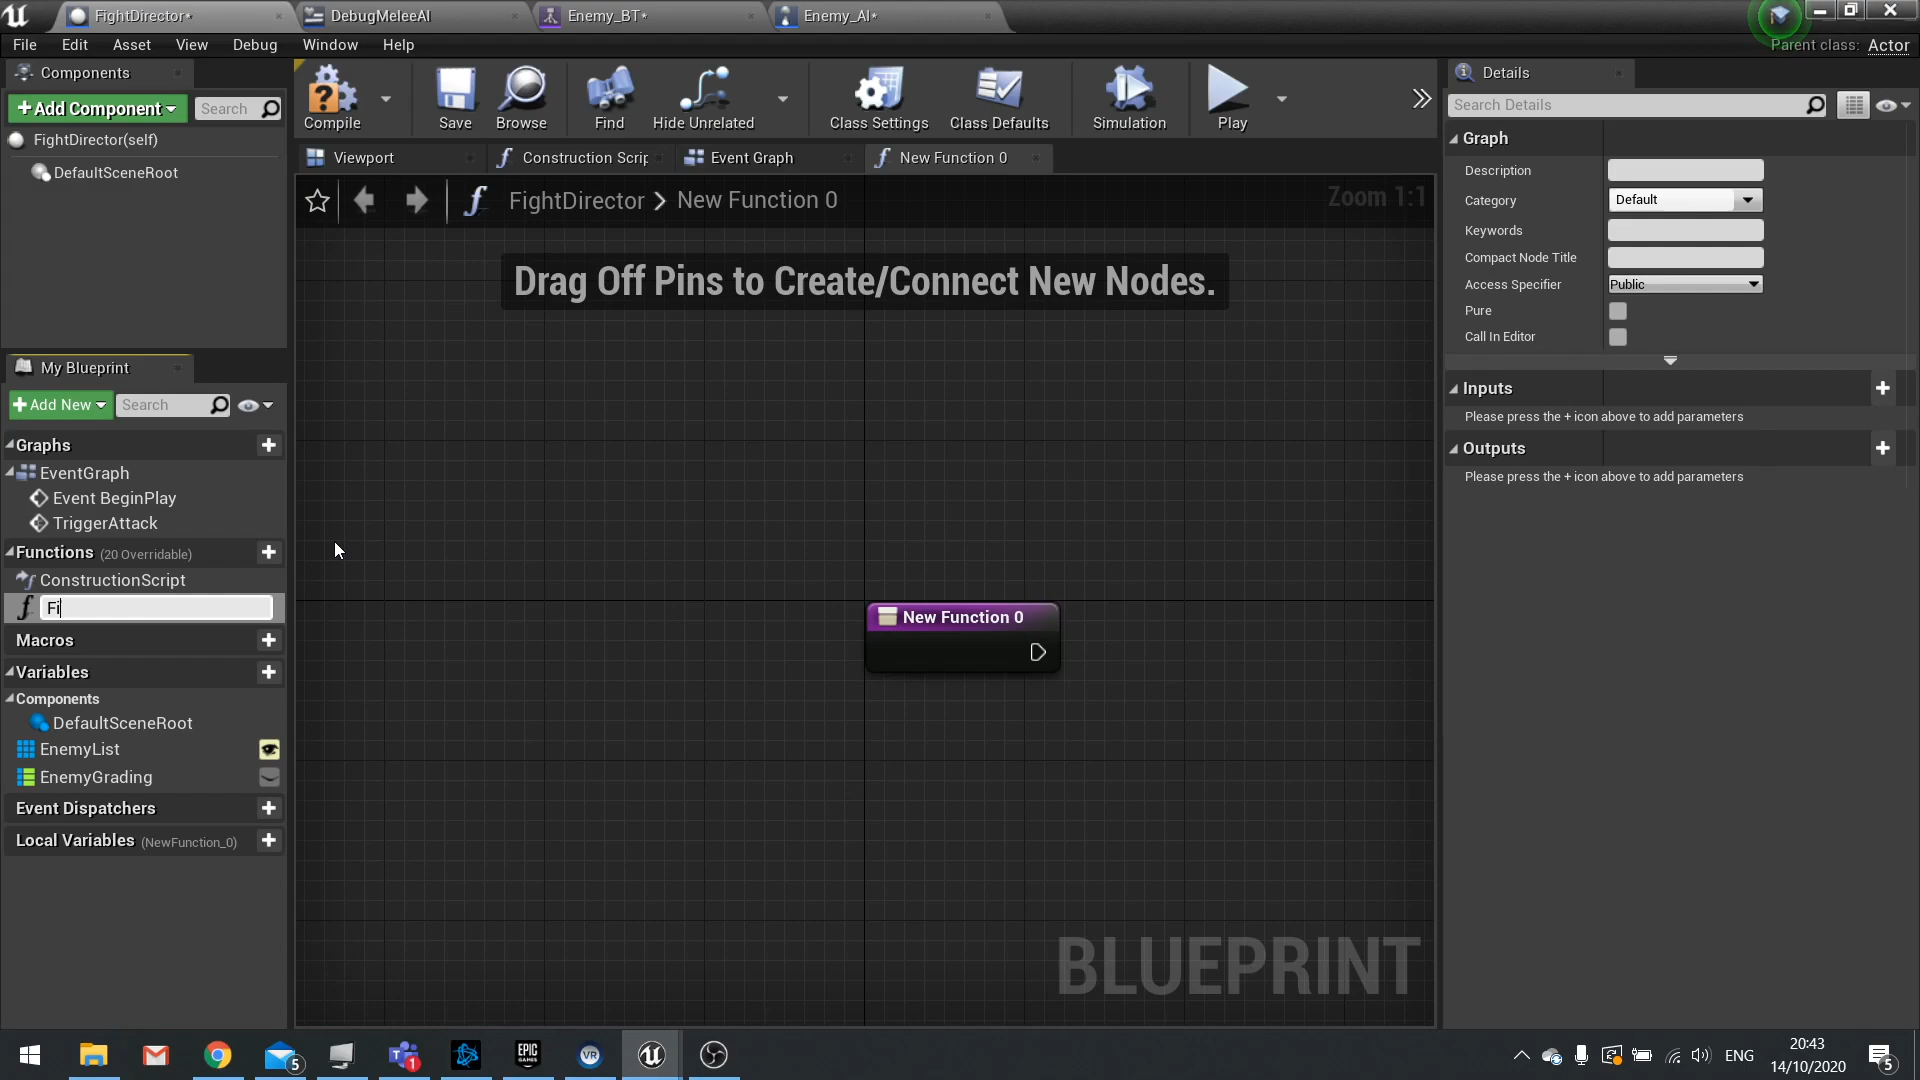 FightDirector*
DebugMeleeAI
Enemy_BT*
Enemy_AI*
File Edit Asset View Debug Window Help
Parent class: Actor
Components
+Add Component
Search
FightDirector(self)
DefaultSceneRoot
Compile
Save
Browse
Find
Hide Unrelated
Class Settings
Class Defaults
Simulation
Play
Viewport
Construction Scrip
Event Graph
New Function 0
FightDirector > New Function 0
Zoom 1:1
Drag Off Pins to Create/Connect New Nodes.
New Function 0
BLUEPRINT
My Blueprint
+Add New
Search
Graphs
EventGraph
Event BeginPlay
TriggerAttack
Functions (20 Overridable)
ConstructionScript
Fi
Macros
Variables
Components
DefaultSceneRoot
EnemyList
EnemyGrading
Event Dispatchers
Local Variables (NewFunction_0)
Details
Search Details
Graph
Description
Category Default
Keywords
Compact Node Title
Access Specifier Public
Pure
Call In Editor
Inputs
Please press the + icon above to add parameters
Outputs
Please press the + icon above to add parameters
5
1
EPIC GAMES
VR
ENG
20:43
14/10/2020
5